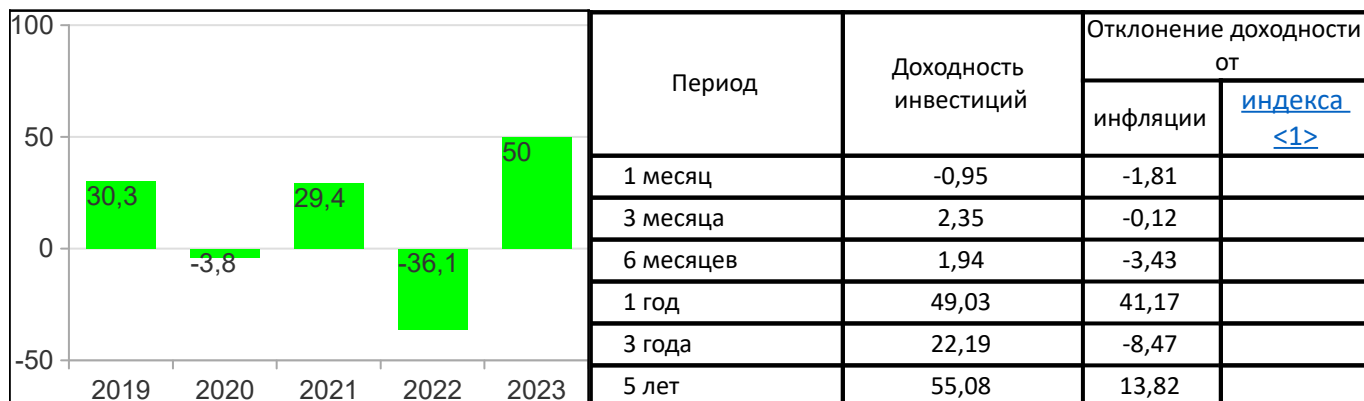 100
50
0
-50
30,3
-3,8
29,4
-36,1
50
2019 2020 2021 2022 2023
Период
Доходность
инвестиций
Отклонение доходности
от
инфляции
индекса
<1>
1 месяц -0,95 -1,81
3 месяца 2,35 -0,12
6 месяцев 1,94 -3,43
1 год 49,03 41,17
3 года 22,19 -8,47
5 лет 55,08 13,82